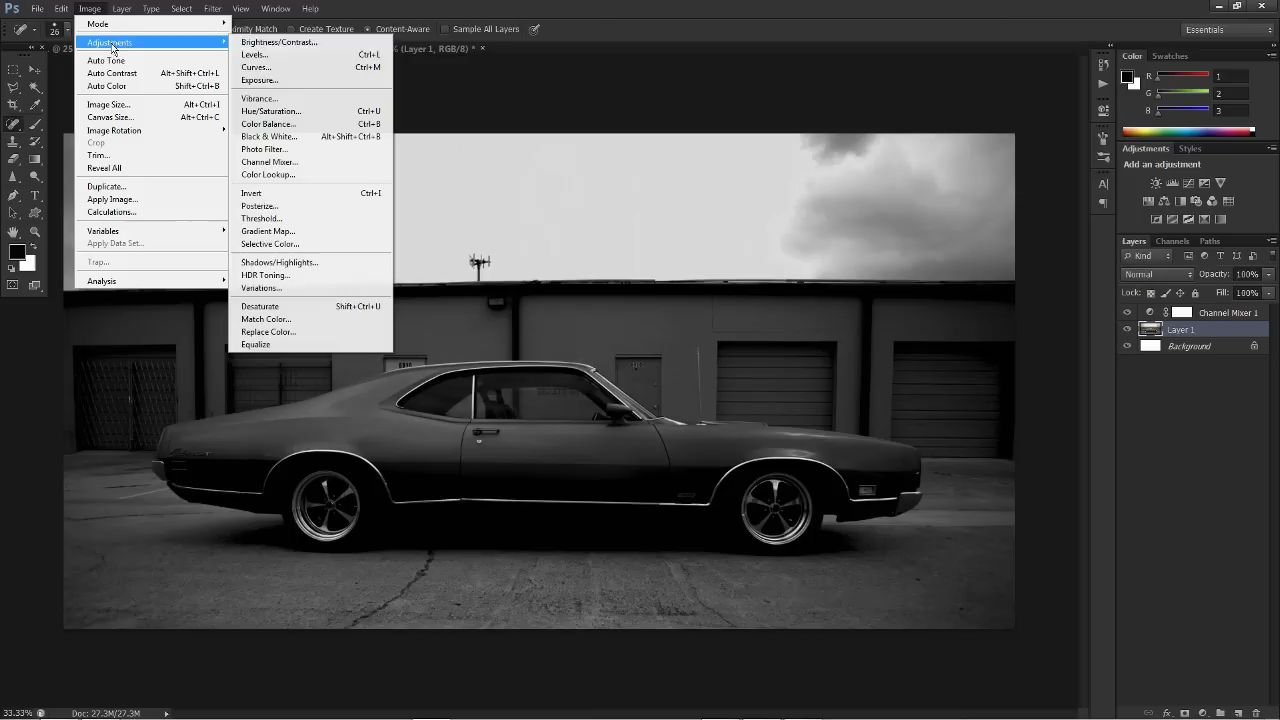 Ps File Edit Image Layer Type Select Filter View Window Help
26 Proximity Match Create Texture Content-Aware Sample All Layers Essentials
@ 25 % (Layer 1, RGB/8) * ×
Mode
Adjustments
Auto Tone
Auto Contrast Alt+Shift+Ctrl+L
Auto Color Shift+Ctrl+B
Image Size... Alt+Ctrl+I
Canvas Size... Alt+Ctrl+C
Image Rotation
Crop
Trim...
Reveal All
Duplicate...
Apply Image...
Calculations...
Variables
Apply Data Set...
Trap...
Analysis
Brightness/Contrast...
Levels... Ctrl+L
Curves... Ctrl+M
Exposure...
Vibrance...
Hue/Saturation... Ctrl+U
Color Balance... Ctrl+B
Black & White... Alt+Shift+Ctrl+B
Photo Filter...
Channel Mixer...
Color Lookup...
Invert Ctrl+I
Posterize...
Threshold...
Gradient Map...
Selective Color...
Shadows/Highlights...
HDR Toning...
Variations...
Desaturate Shift+Ctrl+U
Match Color...
Replace Color...
Equalize
Color Swatches
R 1
G 2
B 3
Adjustments Styles
Add an adjustment
Layers Channels Paths
Kind
Normal Opacity: 100%
Lock: Fill: 100%
Channel Mixer 1
Layer 1
Background
33.33% Doc: 27.3M/27.3M